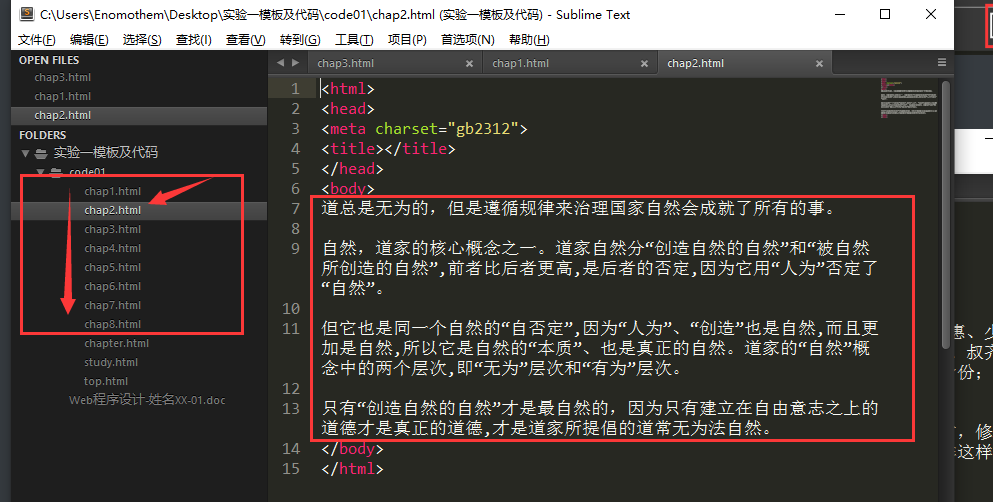 C:\Users\Enomothem\Desktop\实验一模板及代码\code01\chap2.html (实验一模板及代码) - Sublime Text
文件(F) 编辑(E) 选择(S) 查找(I) 查看(V) 转到(G) 工具(T) 项目(P) 首选项(N) 帮助(H)
OPEN FILES
chap3.html
chap1.html
chap2.html
FOLDERS
实验一模板及代码
code01
chap1.html
chap2.html
chap3.html
chap4.html
chap5.html
chap6.html
chap7.html
chap8.html
chapter.html
study.html
top.html
Web程序设计-姓名XX-01.doc
chap3.html × chap1.html × chap2.html ×
1 <html>
2 <head>
3 <meta charset="gb2312">
4 <title></title>
5 </head>
6 <body>
7 道总是无为的，但是遵循规律来治理国家自然会成就了所有的事。
8
9 自然，道家的核心概念之一。道家自然分“创造自然的自然”和“被自然
所创造的自然”,前者比后者更高,是后者的否定,因为它用“人为”否定了
“自然”。
10
11 但它也是同一个自然的“自否定”,因为“人为”、“创造”也是自然,而且更
加是自然,所以它是自然的“本质”、也是真正的自然。道家的“自然”概
念中的两个层次,即“无为”层次和“有为”层次。
12
13 只有“创造自然的自然”才是最自然的，因为只有建立在自由意志之上的
道德才是真正的道德,才是道家所提倡的道常无为法自然。
14 </body>
15 </html>
惠、少
叔齐
份；
，修
这样